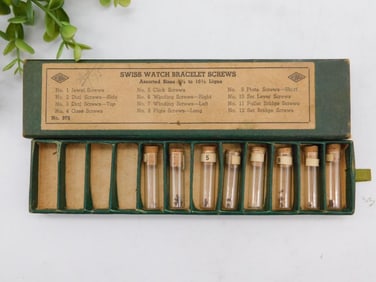 SWISS WATCH BRACELET SCREWS
Assorted Sizes to 10½ Ligne
No. 1 Jewel Screws
No. 2 Dial Screws—Side
No. 3 Dial Screws—Top
No. 4 Case Screws
No. 5 Click Screws
No. 6 Winding Screws—Right
No. 7 Winding Screws—Left
No. 8 Plate Screws—Long
No. 9 Plate Screws—Short
No. 10 Set Lever Screws
No. 11 Pallet Bridge Screws
No. 12 Set Bridge Screws
No. 975
5